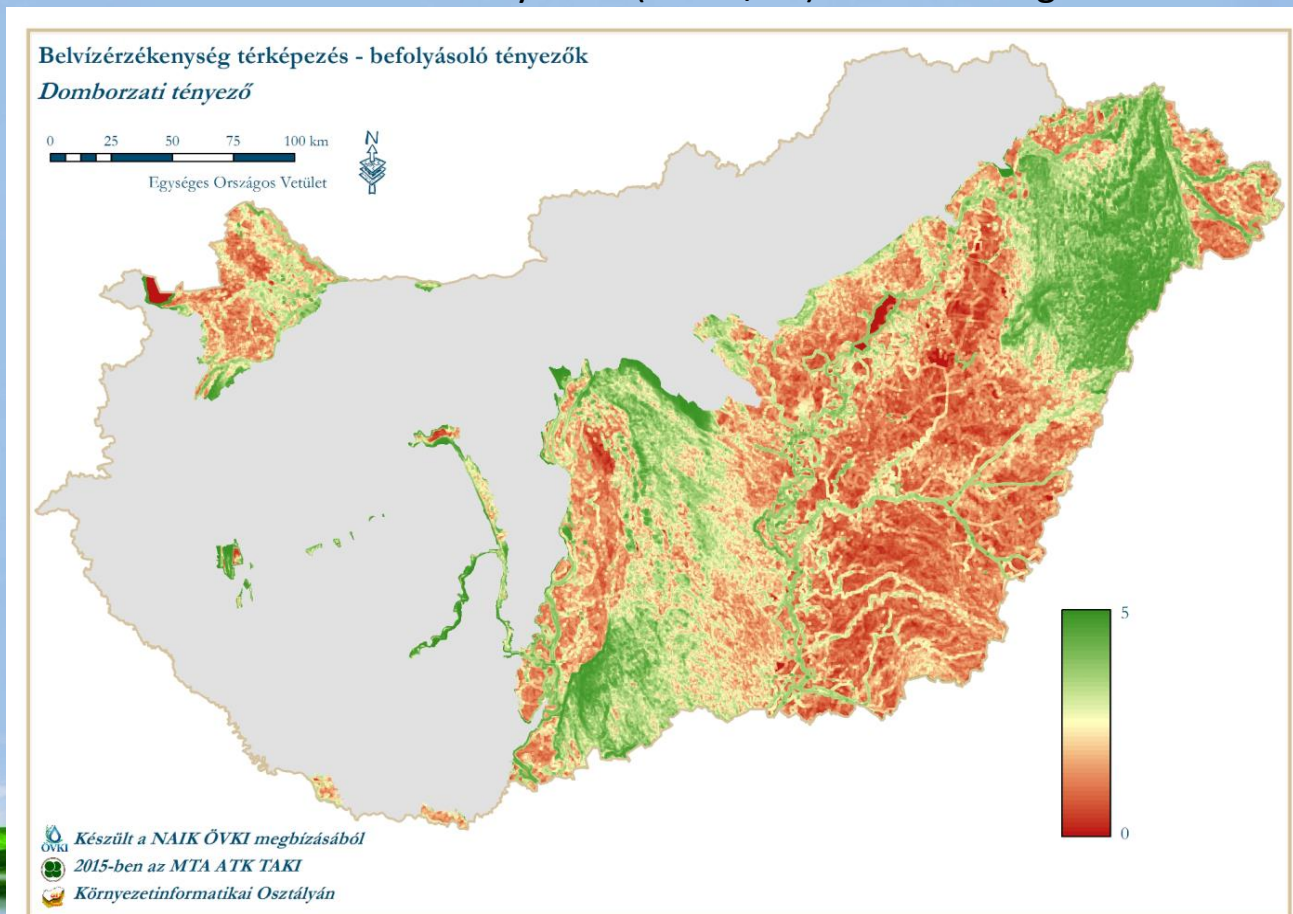 Belvízérzékenység térképezés - befolyásoló tényezők
Domborzati tényező
0 25 50 75 100 km
N
Egységes Országos Vetület
5
0
ÖVKI
Készült a NAIK ÖVKI megbízásából
2015-ben az MTA ATK TAKI
Környezetinformatikai Osztályán